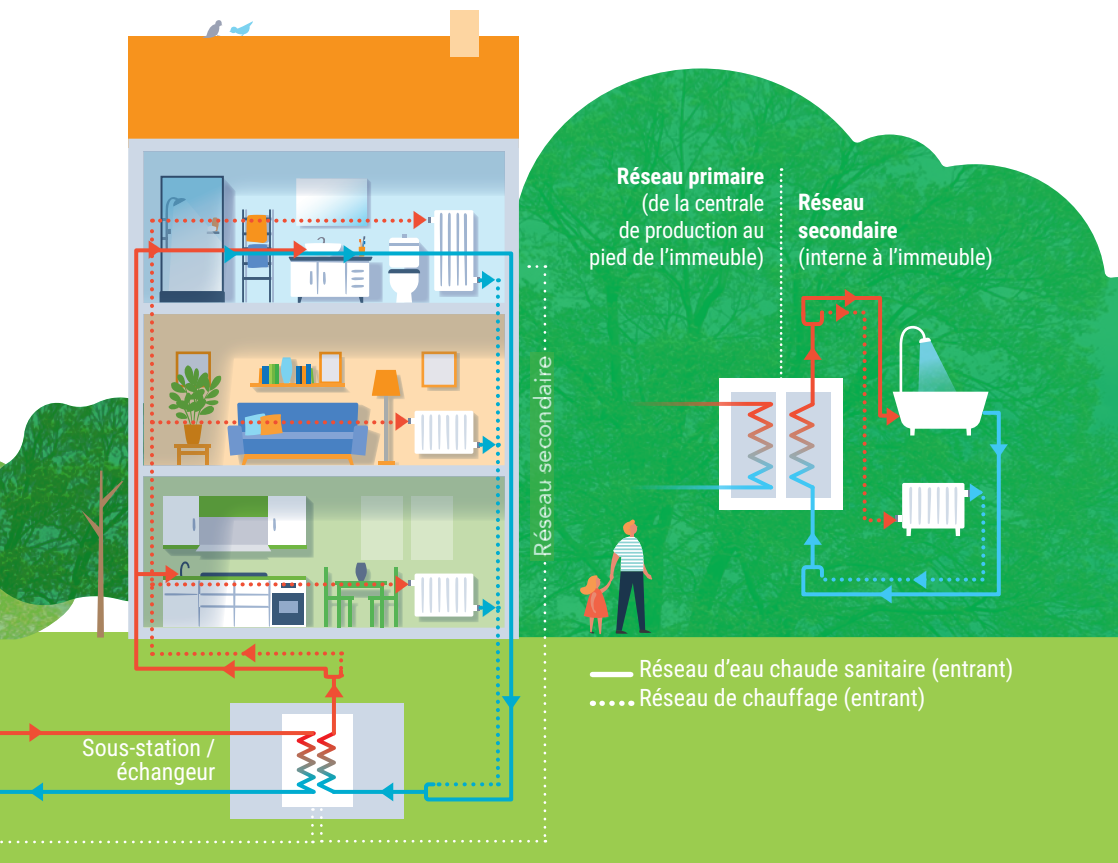 Réseau primaire
(de la centrale
de production au
pied de l’immeuble)
Réseau
secondaire
(interne à l’immeuble)
Réseau secondaire
Réseau d’eau chaude sanitaire (entrant)
Réseau de chauffage (entrant)
Sous-station /
échangeur